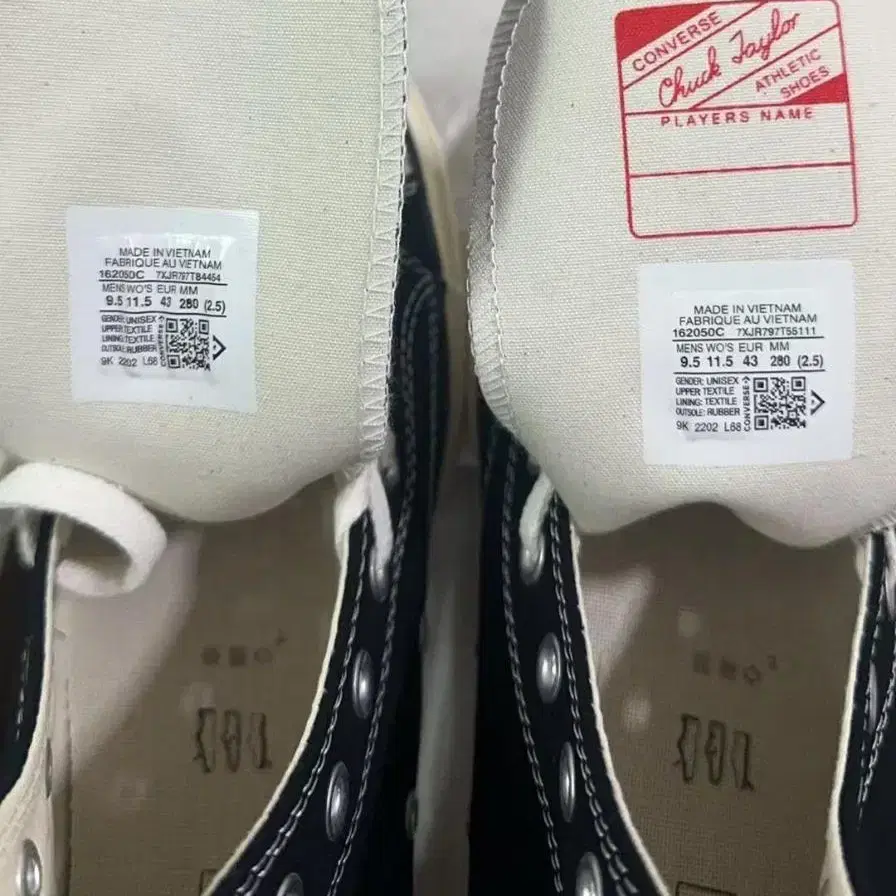 MADE IN VIETNAM
FABRIQUE AU VIETNAM
162050C 7XJR797T84454
MENS WO'S EUR MM
9.5 11.5 43 280 (2.5)
GENDER: UNISEX
UPPER: TEXTILE
LINING: TEXTILE
OUTSOLE: RUBBER
9K 2202 L68
CONVERSE
CONVERSE
Chuck Taylor
ATHLETIC
SHOES
PLAYERS NAME
MADE IN VIETNAM
FABRIQUE AU VIETNAM
162050C 7XJR797T55111
MENS WO'S EUR MM
9.5 11.5 43 280 (2.5)
GENDER: UNISEX
UPPER: TEXTILE
LINING: TEXTILE
OUTSOLE: RUBBER
9K 2202 L68
CONVERSE